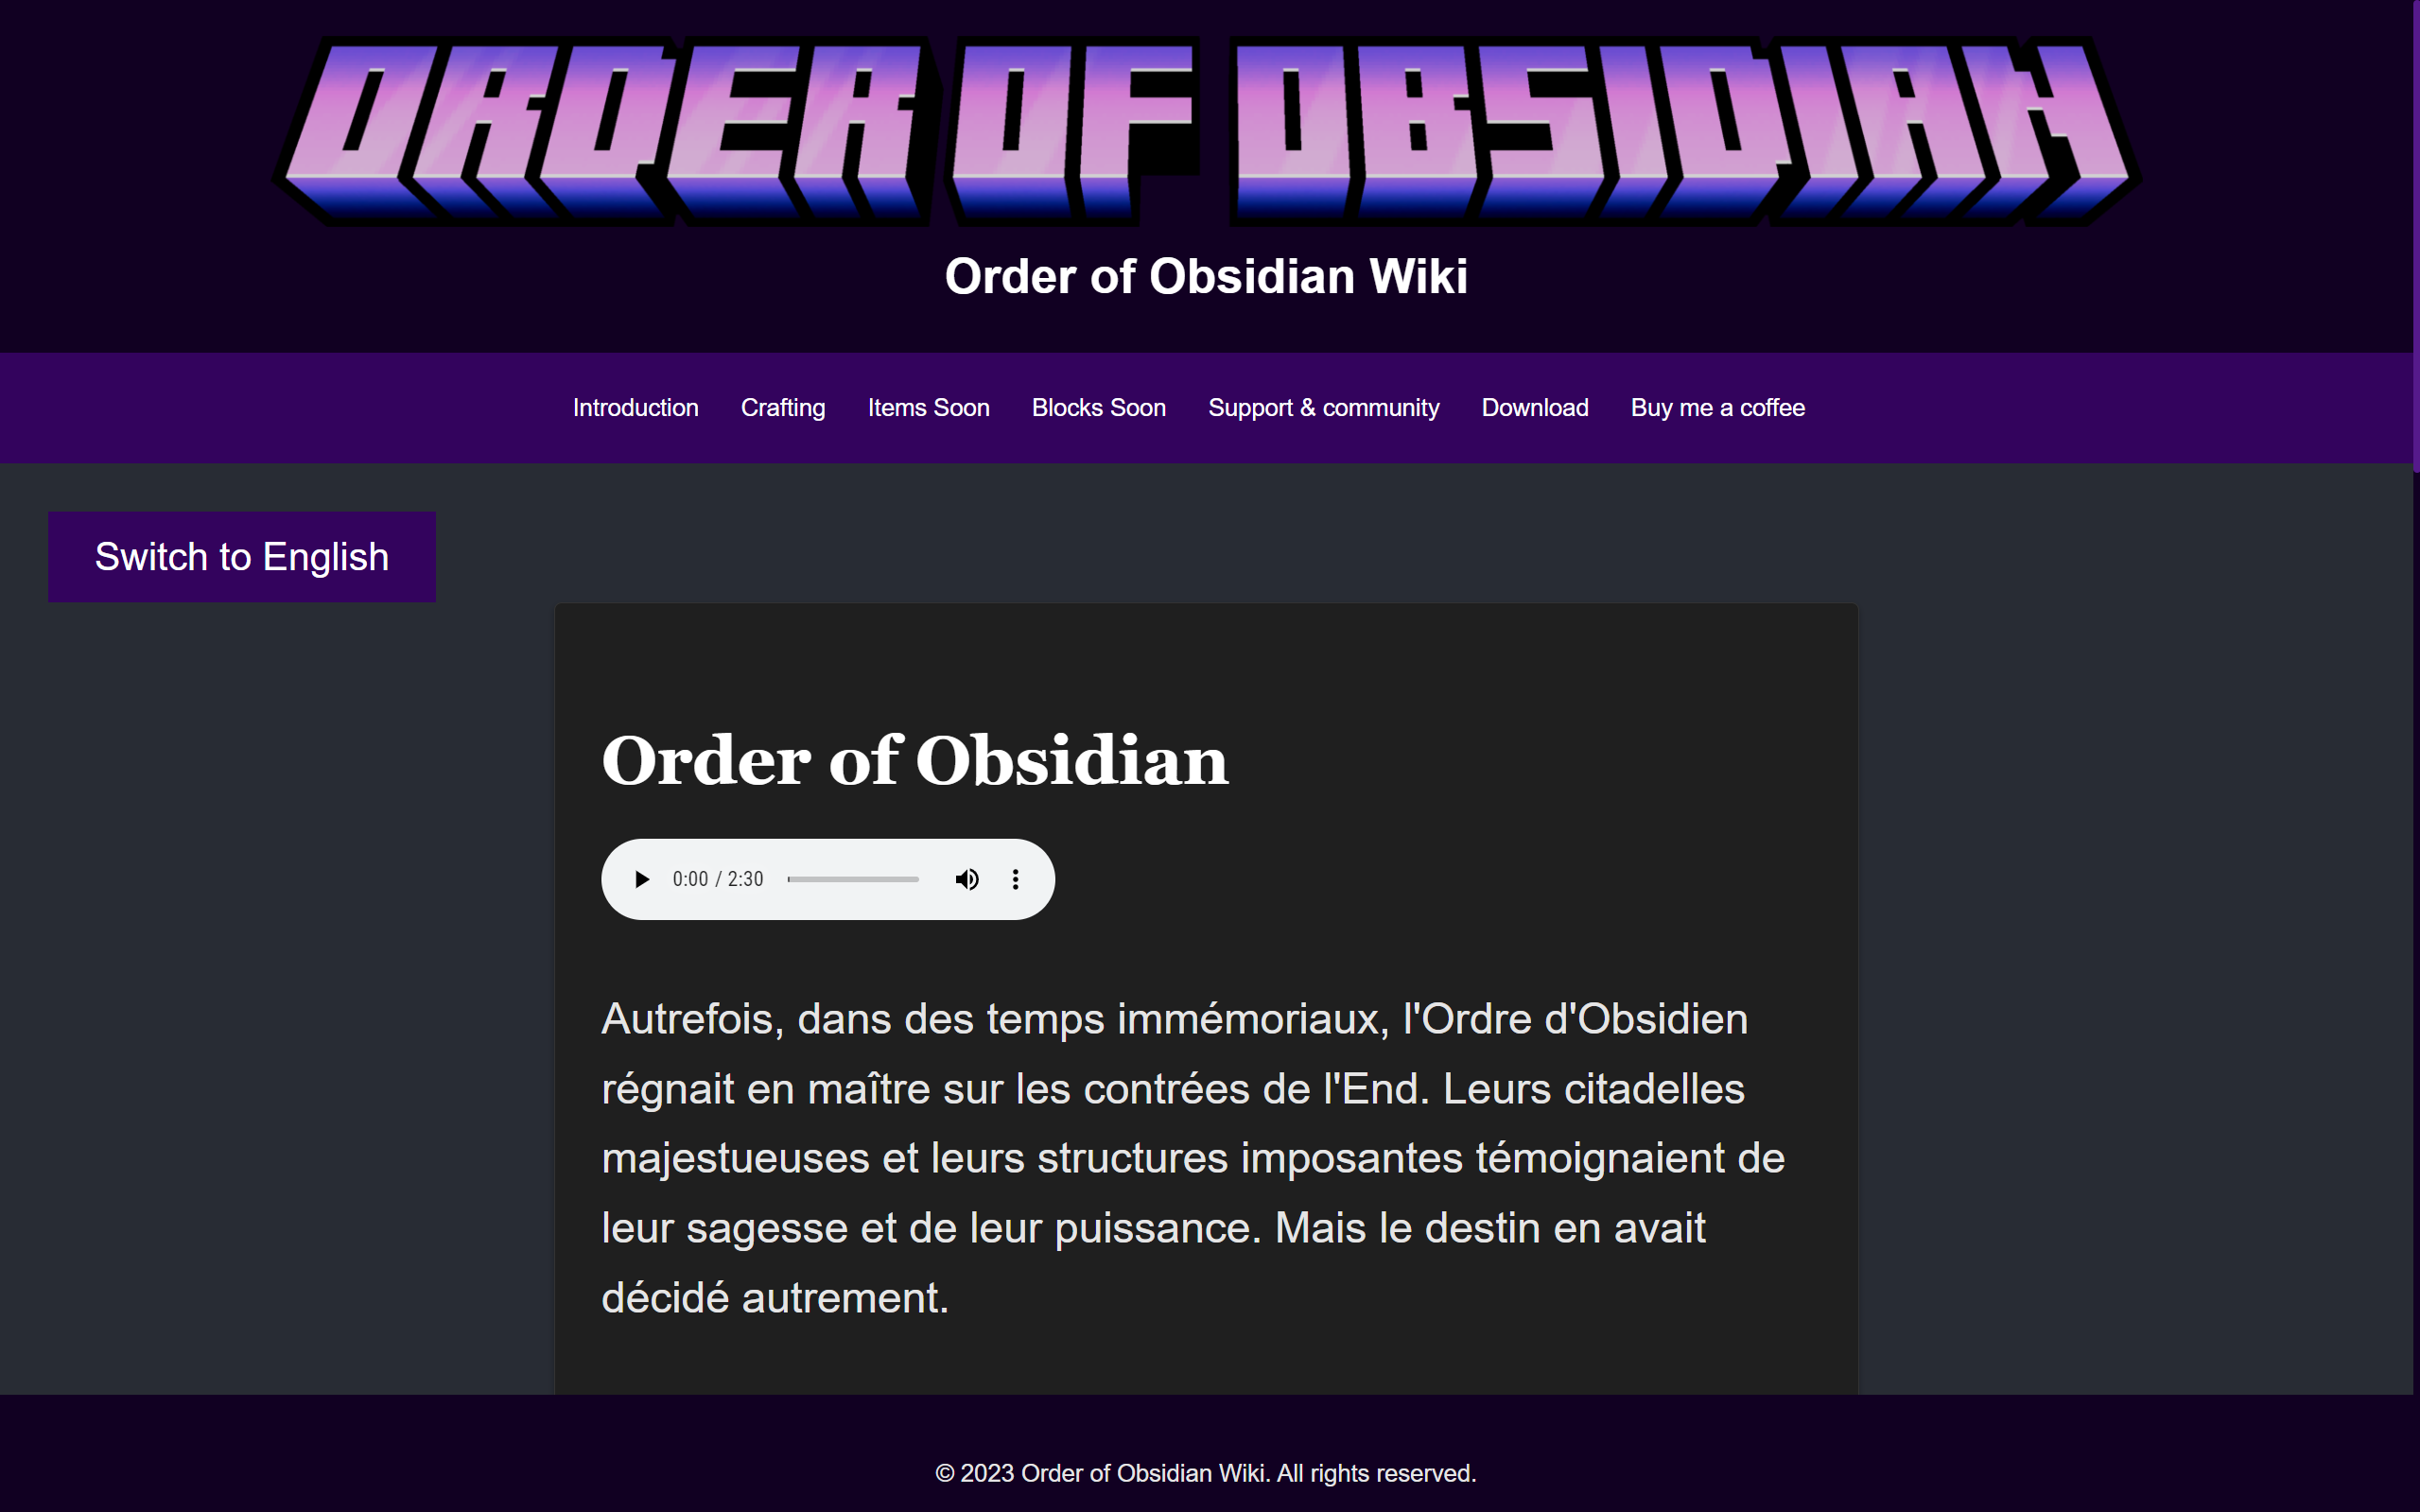 ORDER OF OBSIDIAN
Order of Obsidian Wiki
Introduction Crafting Items Soon Blocks Soon Support & community Download Buy me a coffee
Switch to English
Order of Obsidian
0:00 / 2:30
Autrefois, dans des temps immémoriaux, l'Ordre d'Obsidien
régnait en maître sur les contrées de l'End. Leurs citadelles
majestueuses et leurs structures imposantes témoignaient de
leur sagesse et de leur puissance. Mais le destin en avait
décidé autrement.
© 2023 Order of Obsidian Wiki. All rights reserved.